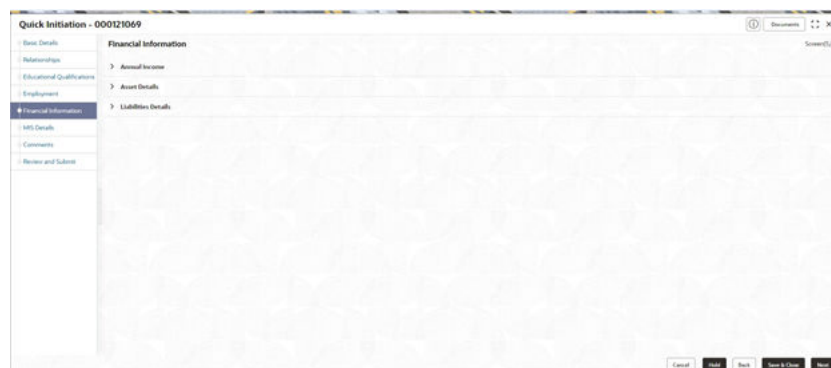 Quick Initiation - 000121069
Documents
Basic Details
Relationships
Educational Qualifications
Employment
Financial Information
MIS Details
Comments
Review and Submit
Financial Information
Annual Income
Asset Details
Liabilities Details
Cancel
Hold
Back
Save & Close
Next